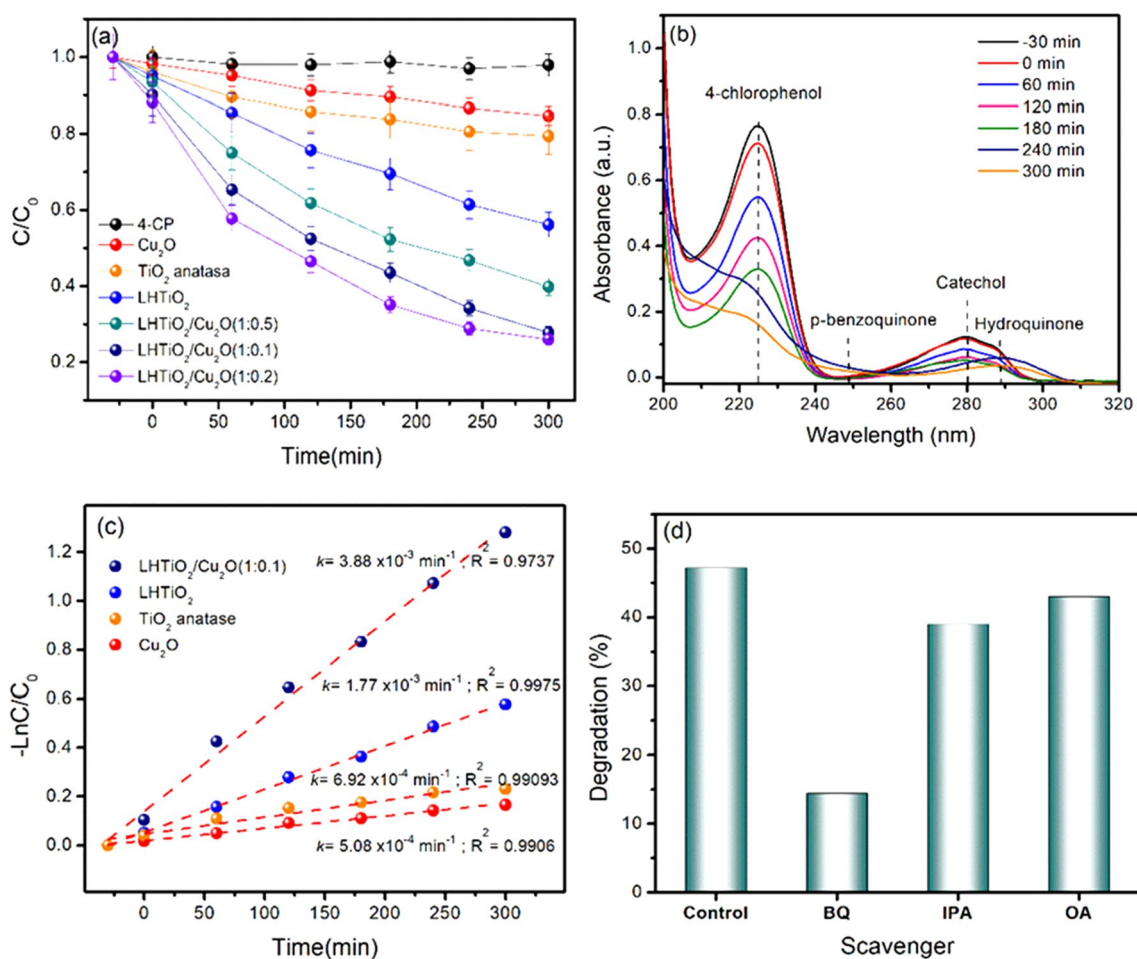 (a)
1.0
0.8
0.6
0.4
0.2
C/C₀
4-CP
Cu₂O
TiO₂ anatasa
LHTiO₂
LHTiO₂/Cu₂O(1:0.5)
LHTiO₂/Cu₂O(1:0.1)
LHTiO₂/Cu₂O(1:0.2)
0 50 100 150 200 250 300
Time(min)
(b)
0.0
0.2
0.4
0.6
0.8
1.0
Absorbance (a.u.)
-30 min
0 min
60 min
120 min
180 min
240 min
300 min
4-chlorophenol
Catechol
p-benzoquinone
Hydroquinone
200 220 240 260 280 300 320
Wavelength (nm)
(c)
1.2
1.0
0.8
0.6
0.4
0.2
0.0
-LnC/C₀
LHTiO₂/Cu₂O(1:0.1)
LHTiO₂
TiO₂ anatase
Cu₂O
k= 3.88 x10⁻³ min⁻¹ ; R²= 0.9737
k= 1.77 x10⁻³ min⁻¹ ; R²= 0.9975
k= 6.92 x10⁻⁴ min⁻¹ ; R²= 0.99093
k= 5.08 x10⁻⁴ min⁻¹ ; R²= 0.9906
0 50 100 150 200 250 300
Time(min)
(d)
50
40
30
20
10
0
Degradation (%)
Control BQ IPA OA
Scavenger